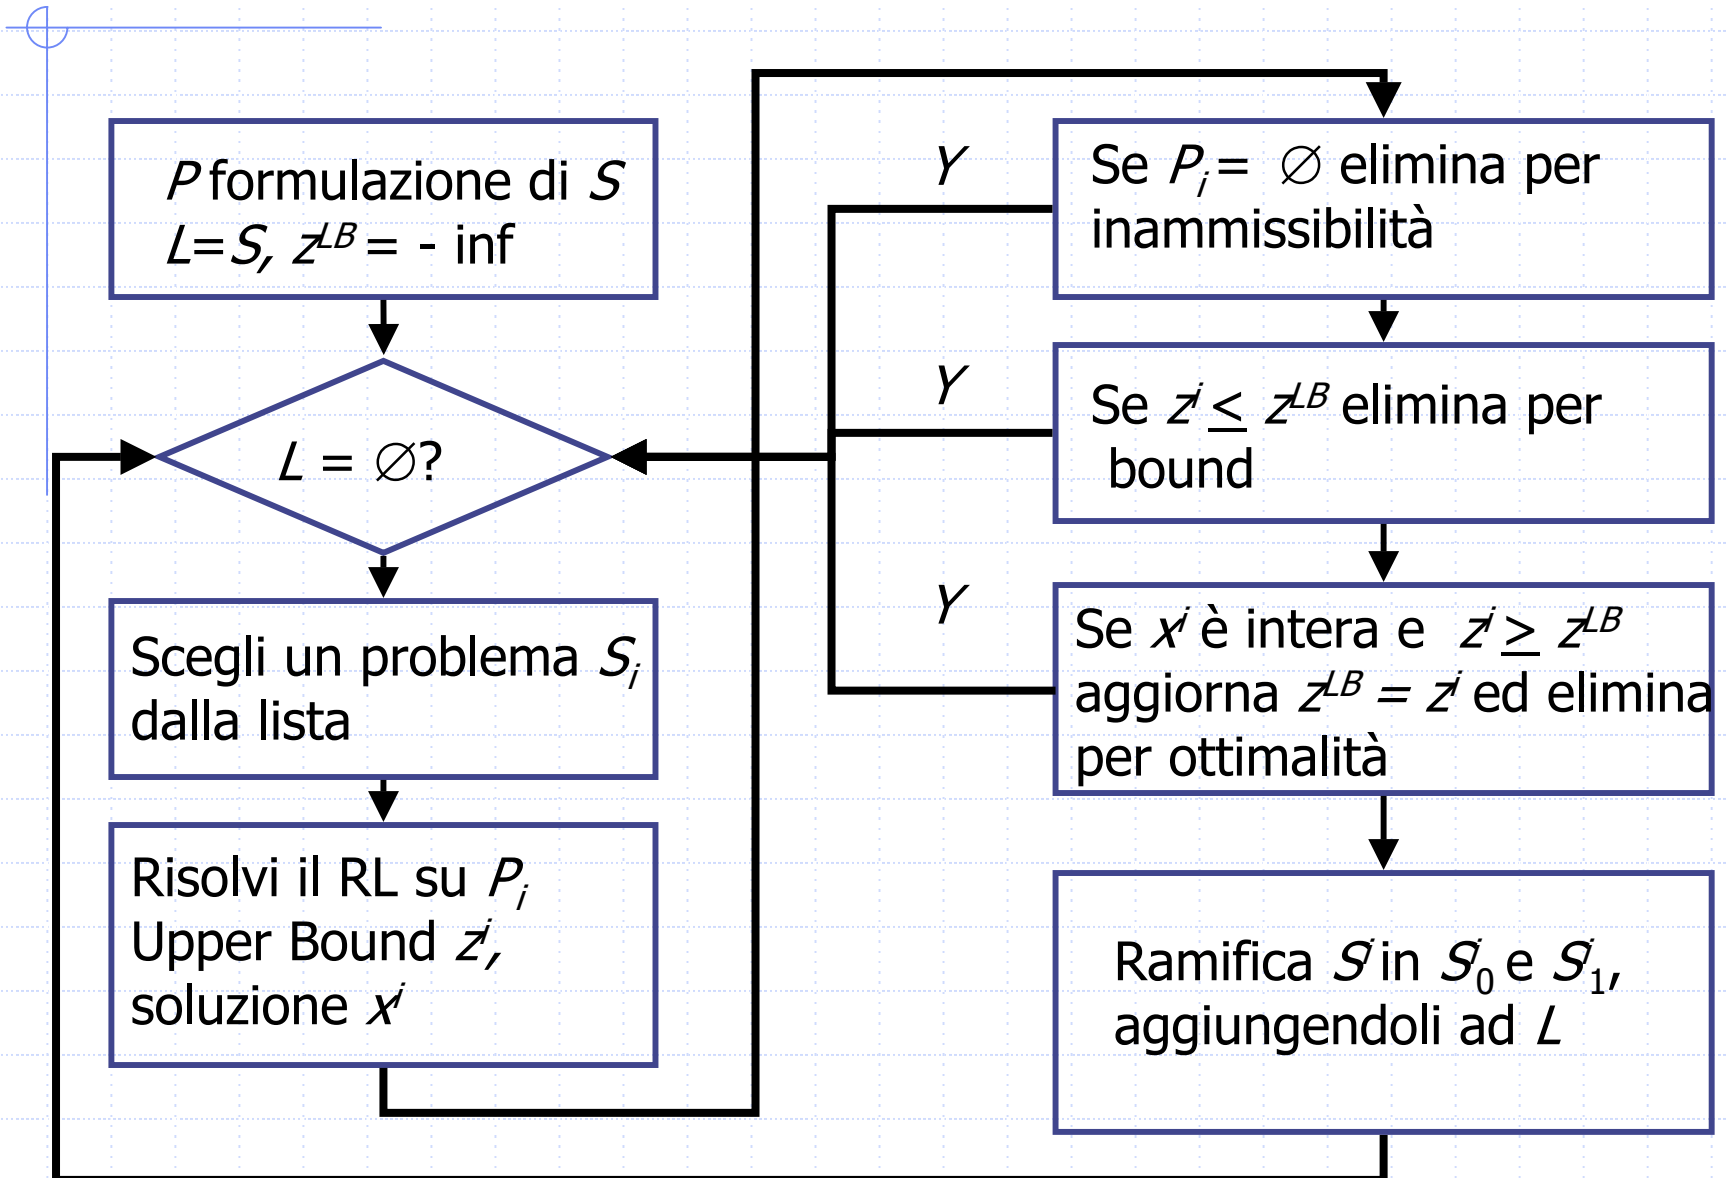 P formulazione di S
L=S, z^LB = - inf
L = ∅?
Scegli un problema S_i
dalla lista
Risolvi il RL su P_i
Upper Bound z^i,
soluzione x^i
Y
Se P_i = ∅ elimina per
inammissibilità
Y
Se z^i ≤ z^LB elimina per
bound
Y
Se x^i è intera e z^i ≥ z^LB
aggiorna z^LB = z^i ed elimina
per ottimalità
Ramifica S^i in S^i_0 e S^i_1,
aggiungendoli ad L